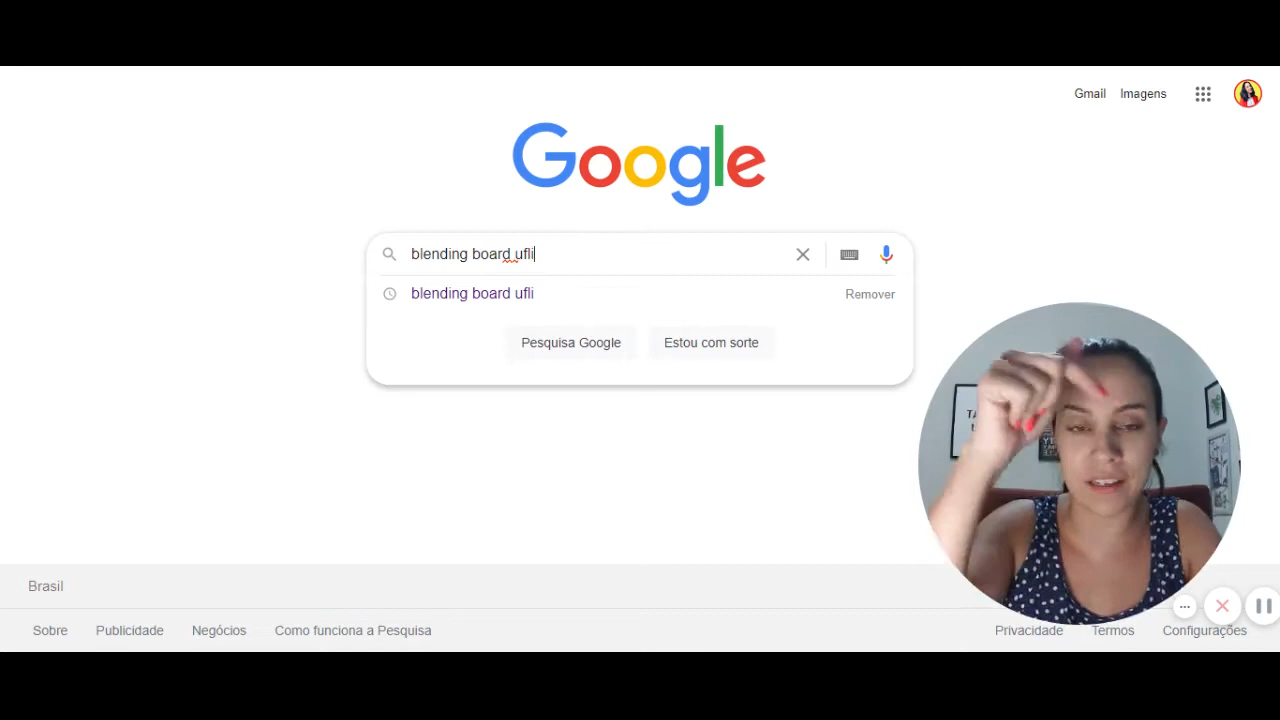 Gmail Imagens
Google
blending board ufli
blending board ufli Remover
Pesquisa Google Estou com sorte
TA
Brasil
Sobre Publicidade Negócios Como funciona a Pesquisa Privacidade Termos Configurações